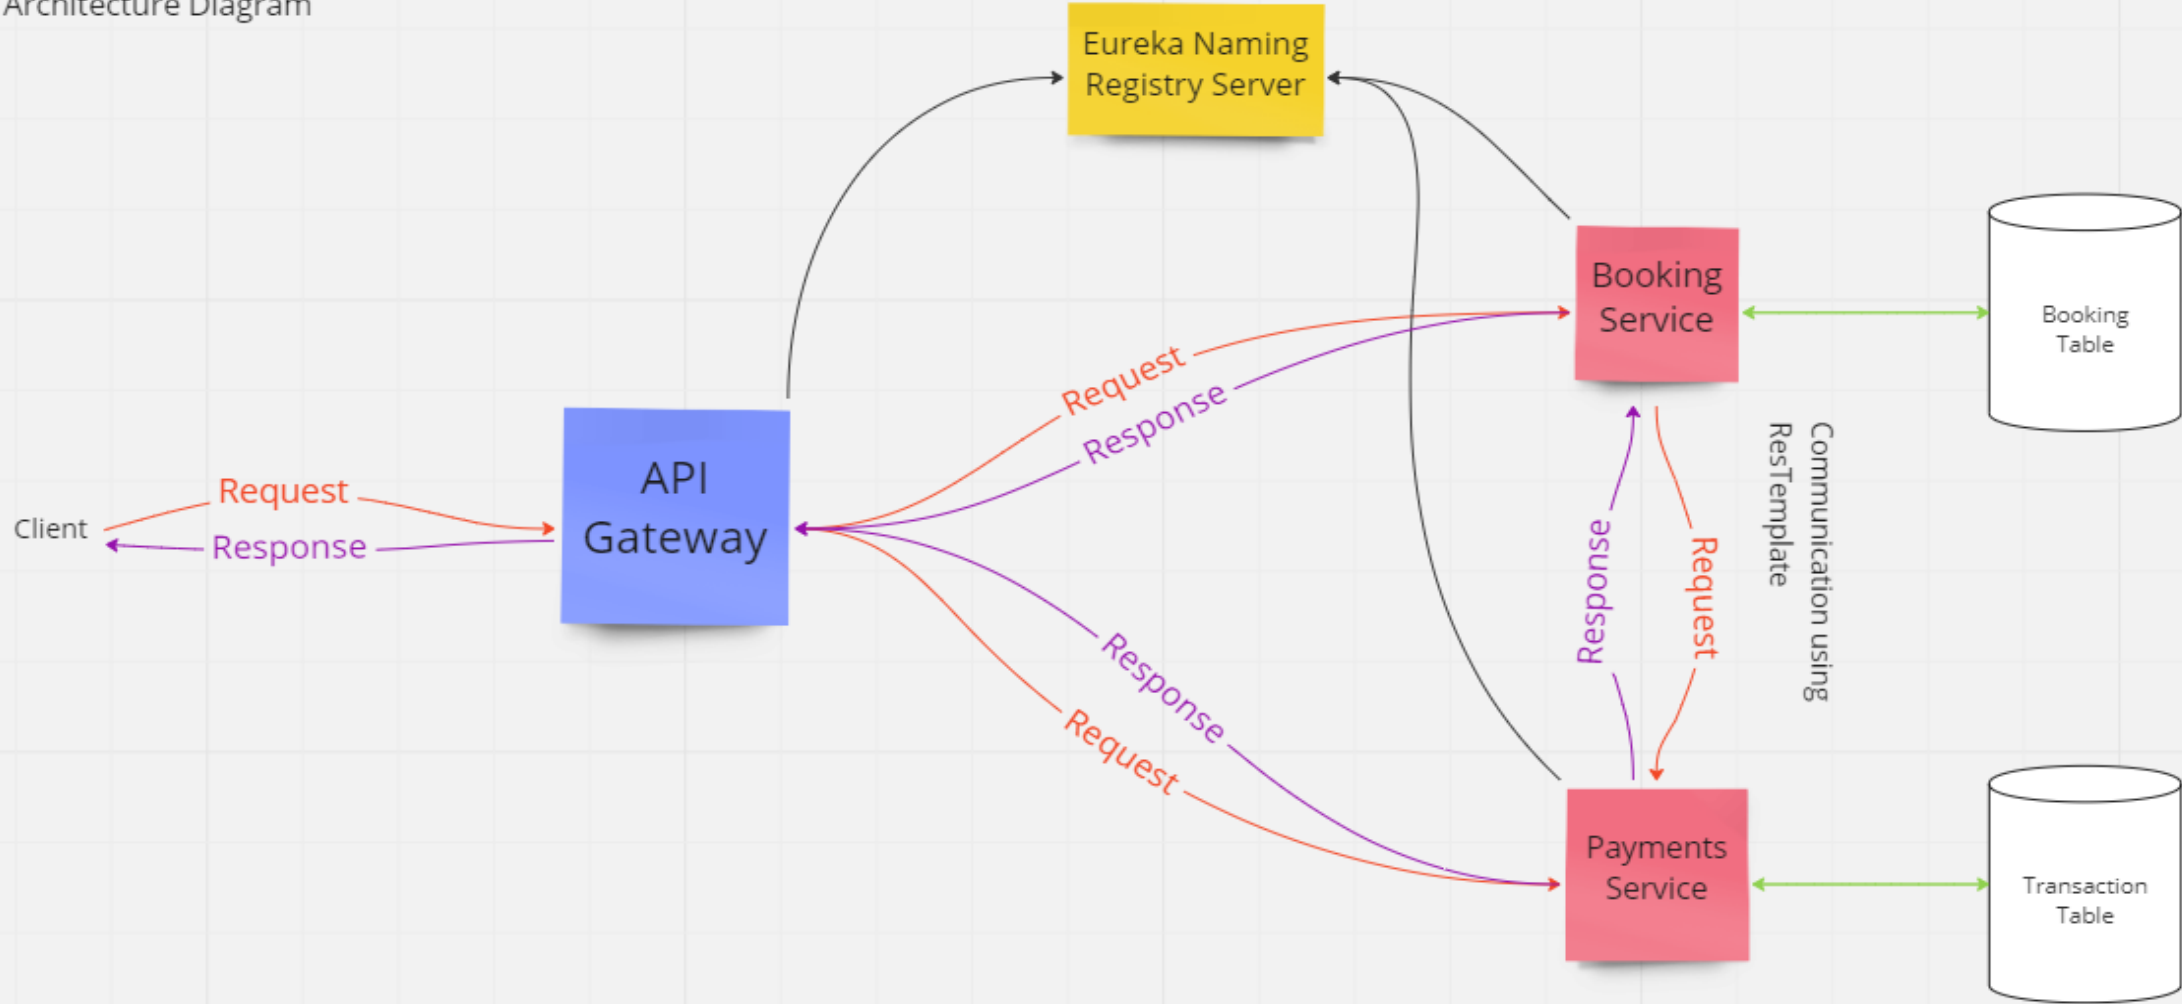 Architecture Diagram
Eureka Naming
Registry Server
Booking
Service
Booking
Table
Request
Response
API
Gateway
Client
Request
Response
Response
Request
Communication using
ResTemplate
Response
Request
Payments
Service
Transaction
Table